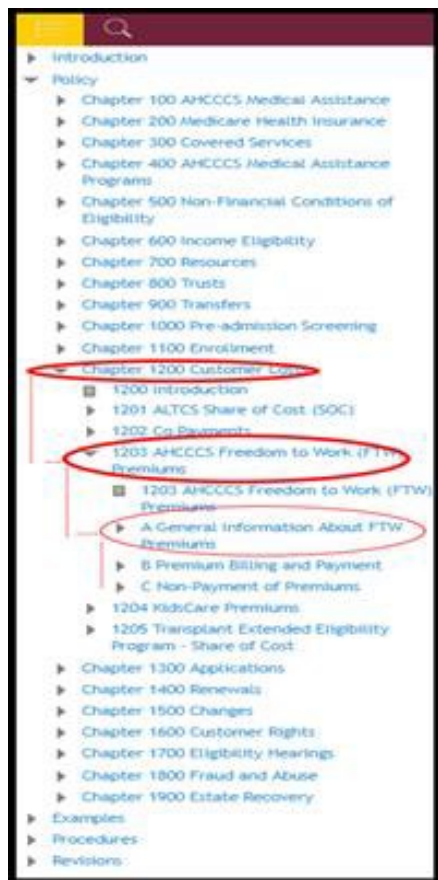 Introduction
Policy
Chapter 100 AHCCCS Medical Assistance
Chapter 200 Medicare Health Insurance
Chapter 300 Covered Services
Chapter 400 AHCCCS Medical Assistance
Programs
Chapter 500 Non-Financial Conditions of
Eligibility
Chapter 600 Income Eligibility
Chapter 700 Resources
Chapter 800 Trusts
Chapter 900 Transfers
Chapter 1000 Pre-admission Screening
Chapter 1100 Enrollment
Chapter 1200 Customer
1200 Introduction
1201 ALTCS Share of Cost (SOC)
1202 Co Payments
1203 AHCCCS Freedom to Work (FTW)
Premiums
1203 AHCCCS Freedom to Work (FTW)
Premiums
A General Information About FTW
Premiums
B Premium Billing and Payment
C Non-Payment of Premiums
1204 KidsCare Premiums
1205 Transplant Extended Eligibility
Program - Share of Cost
Chapter 1300 Applications
Chapter 1400 Renewals
Chapter 1500 Changes
Chapter 1600 Customer Rights
Chapter 1700 Eligibility Hearings
Chapter 1800 Fraud and Abuse
Chapter 1900 Estate Recovery
Examples
Procedures
Revisions